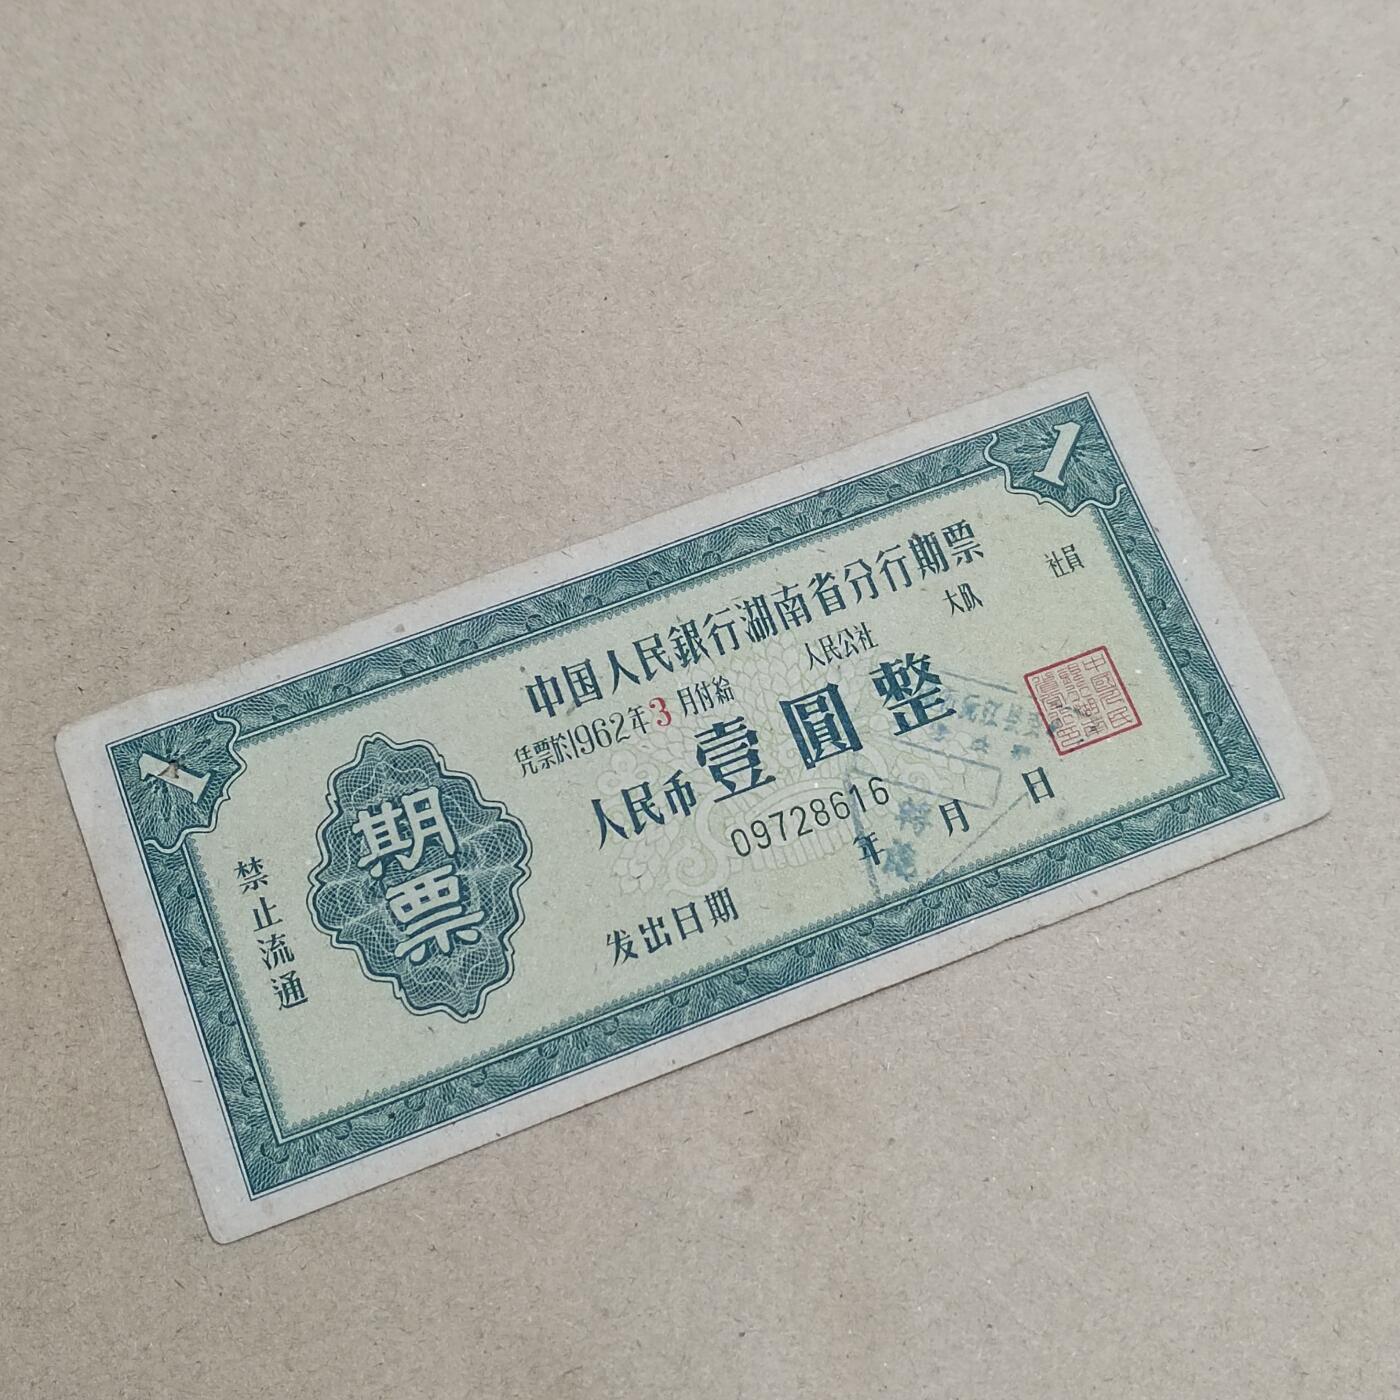 1
1
中国人民銀行湖南省分行期票
凭票於1962年3月付給 人民公社 大队 社員
人民币壹圓整
09728616
发出日期 年 月 日
期票
禁止流通